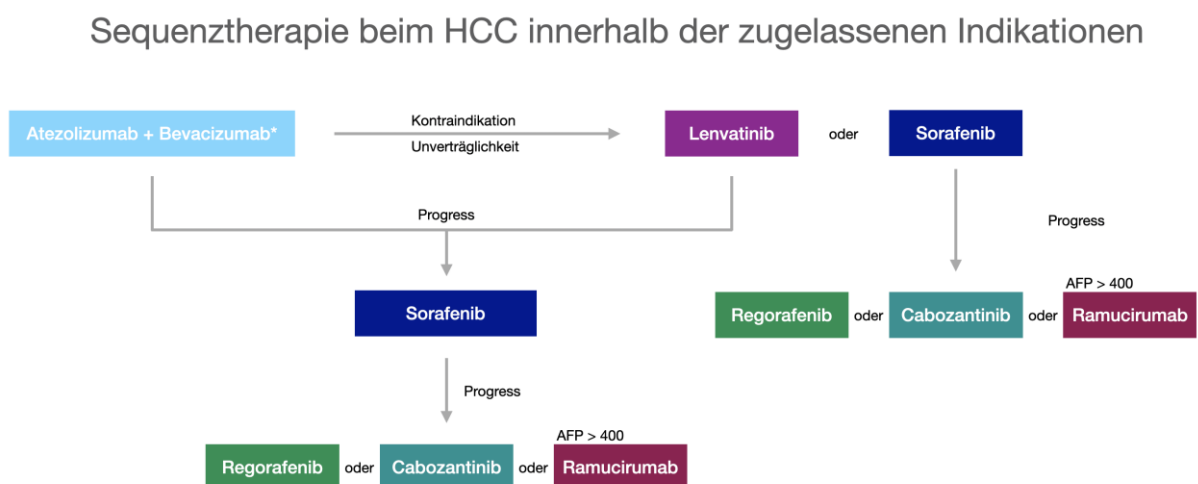 Sequenztherapie beim HCC innerhalb der zugelassenen Indikationen
Atezolizumab + Bevacizumab*
Kontraindikation
Unverträglichkeit
Lenvatinib oder Sorafenib
Progress
Progress
Sorafenib
AFP > 400
Regorafenib oder Cabozantinib oder Ramucirumab
Progress
AFP > 400
Regorafenib oder Cabozantinib oder Ramucirumab